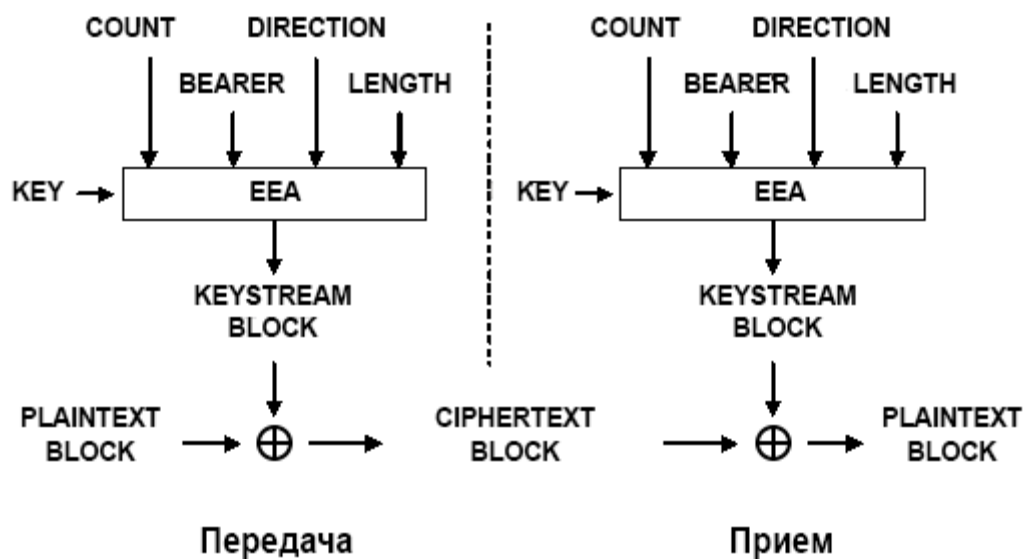 COUNT DIRECTION COUNT DIRECTION
BEARER LENGTH BEARER LENGTH
KEY EEA KEY EEA
KEYSTREAM KEYSTREAM
BLOCK BLOCK
PLAINTEXT CIPHERTEXT PLAINTEXT
BLOCK BLOCK BLOCK
Передача Прием